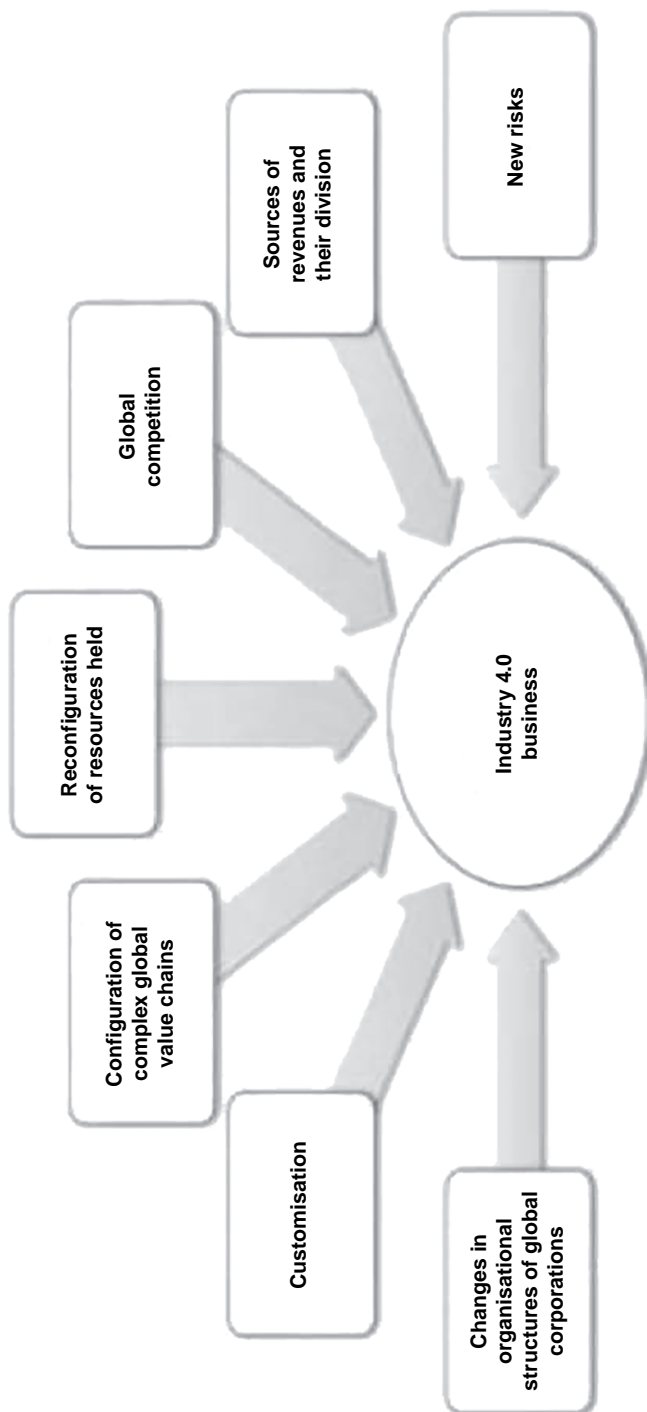 Changes in
organisational
structures of global
corporations
Customisation
Configuration of
complex global
value chains
Reconfiguration
of resources held
Global
competition
Sources of
revenues and
their division
New risks
Industry 4.0
business